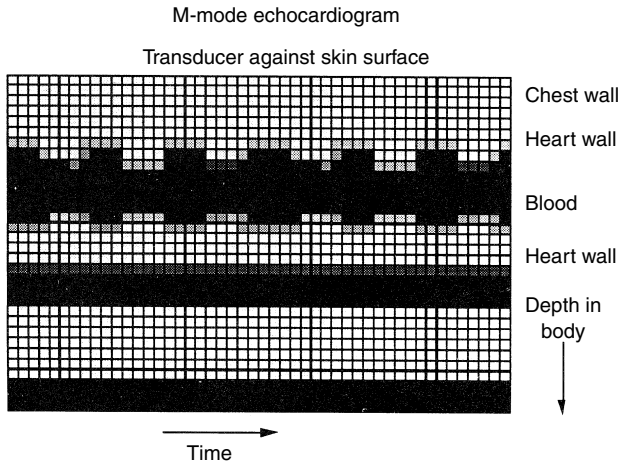 M-mode echocardiogram
Transducer against skin surface
Chest wall
Heart wall
Blood
Heart wall
Depth in
body
Time